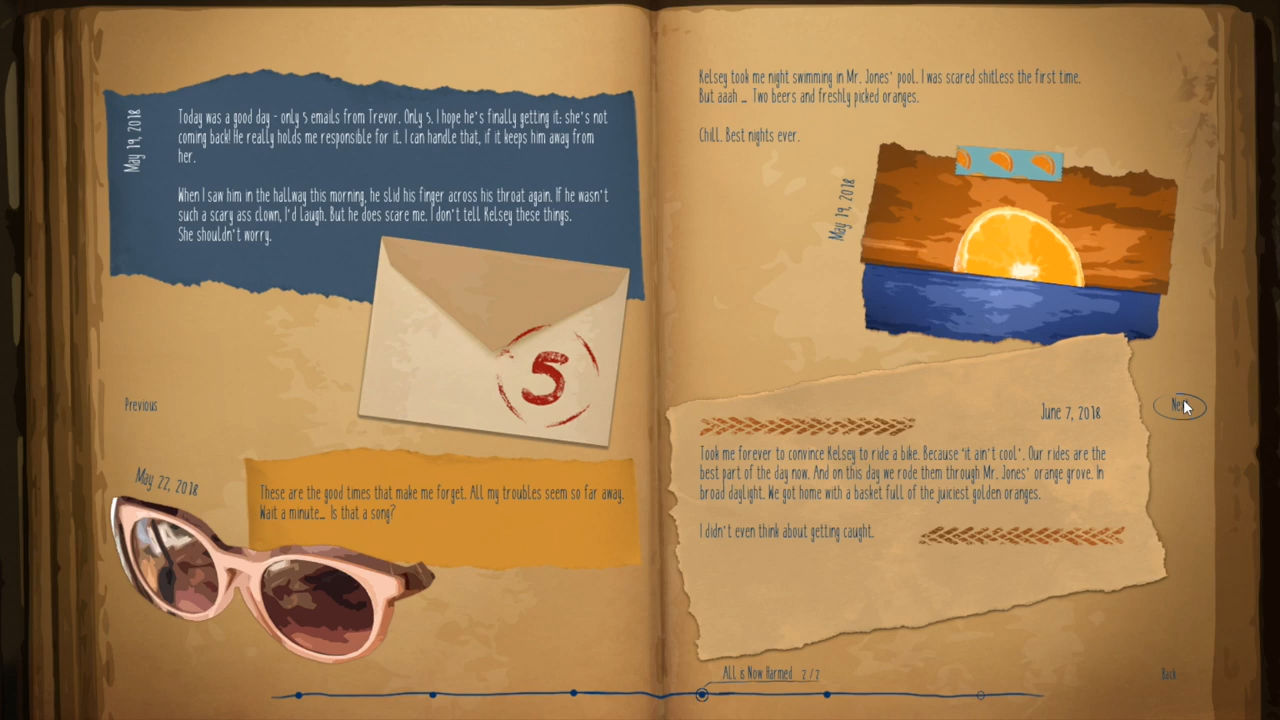 May 19, 2018
Today was a good day - only 5 emails from Trevor. Only 5. I hope he's finally getting it: she's not
coming back! He really holds me responsible for it. I can handle that, if it keeps him away from
her.
When I saw him in the hallway this morning, he slid his finger across his throat again. If he wasn't
such a scary ass clown, I'd laugh. But he does scare me. I don't tell Kelsey these things.
She shouldn't worry.
5
Previous
May 22, 2018
These are the good times that make me forget. All my troubles seem so far away.
Wait a minute... Is that a song?
Kelsey took me night swimming in Mr. Jones' pool. I was scared shitless the first time.
But aaah ... Two beers and freshly picked oranges.
Chill. Best nights ever.
May 19, 2018
June 7, 2018
Took me forever to convince Kelsey to ride a bike. Because 'it ain't cool'. Our rides are the
best part of the day now. And on this day we rode them through Mr. Jones' orange grove. In
broad daylight. We got home with a basket full of the juiciest golden oranges.
I didn't even think about getting caught.
All is Now Harmed 2 / 2
Back